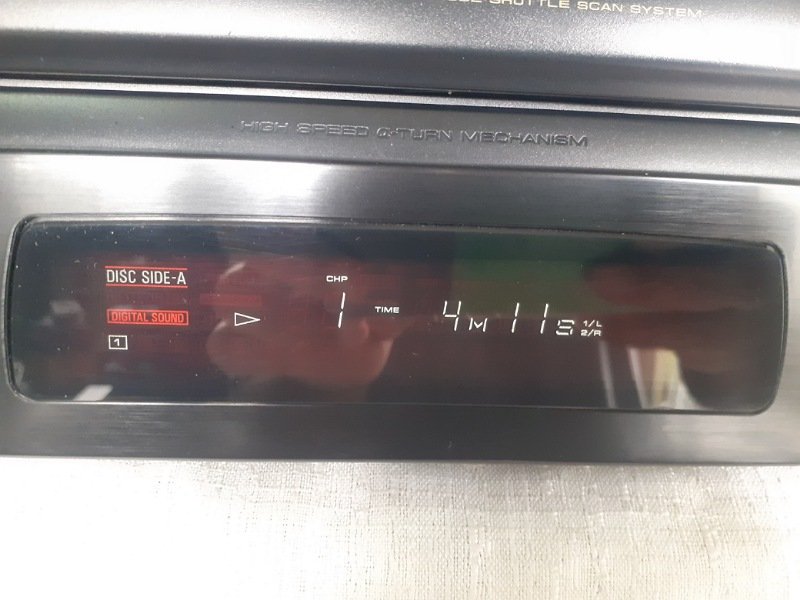 SHUTTLE SCAN SYSTEM
HIGH SPEED α-TURN MECHANISM
DISC SIDE-A
CHP
DIGITAL SOUND
1
TIME
4M 11S
1/L
2/R
1